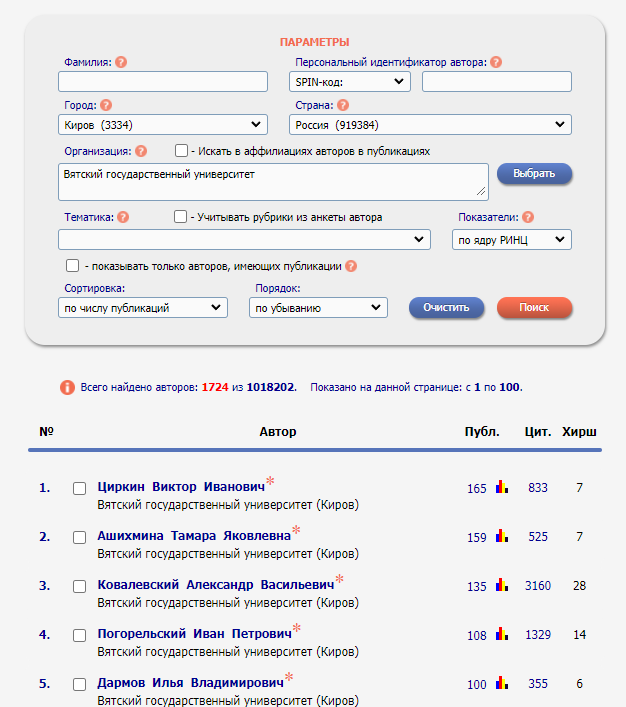 ПАРАМЕТРЫ
Фамилия: ? Персональный идентификатор автора: ?
SPIN-код:
Город: ? Страна: ?
Киров (3334) Россия (919384)
Организация: ? - Искать в аффилиациях авторов в публикациях
Вятский государственный университет Выбрать
Тематика: ? - Учитывать рубрики из анкеты автора Показатели: ?
по ядру РИНЦ
- показывать только авторов, имеющих публикации ?
Сортировка: Порядок:
по числу публикаций по убыванию Очистить Поиск
i Всего найдено авторов: 1724 из 1018202. Показано на данной странице: с 1 по 100.
№ Автор Публ. Цит. Хирш
1. Циркин Виктор Иванович* 165 833 7
Вятский государственный университет (Киров)
2. Ашихмина Тамара Яковлевна* 159 525 7
Вятский государственный университет (Киров)
3. Ковалевский Александр Васильевич* 135 3160 28
Вятский государственный университет (Киров)
4. Погорельский Иван Петрович* 108 1329 14
Вятский государственный университет (Киров)
5. Дармов Илья Владимирович* 100 355 6
Вятский государственный университет (Киров)